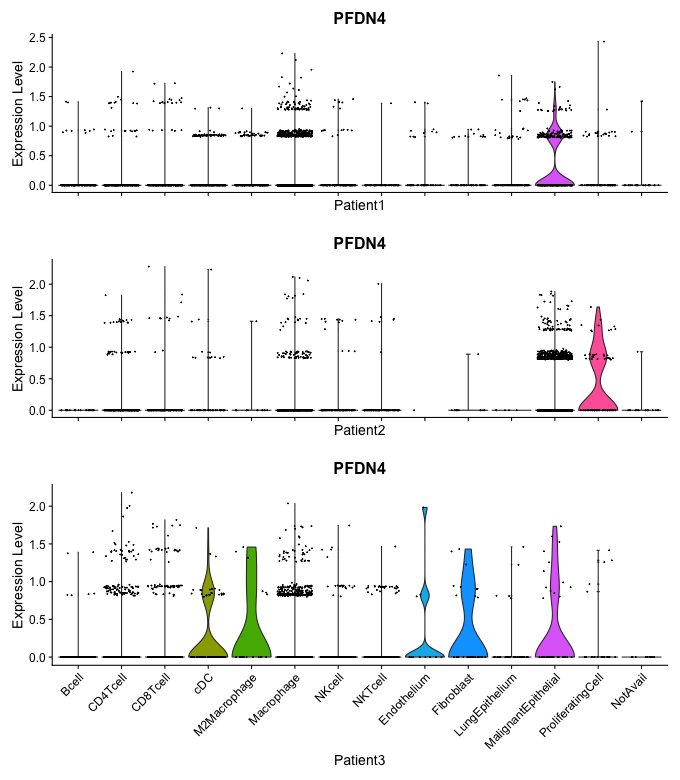 PFDN4
2.5
2.0
1.5
1.0
0.5
0.0
Expression Level
Patient1
PFDN4
2.0
1.5
1.0
0.5
0.0
Expression Level
Patient2
PFDN4
2.0
1.5
1.0
0.5
0.0
Expression Level
Bcell
CD4Tcell
CD8Tcell
cDC
M2Macrophage
Macrophage
NKcell
NKTcell
Endothelium
Fibroblast
LungEpithelium
MalignantEpithelial
ProliferatingCell
NotAvail
Patient3